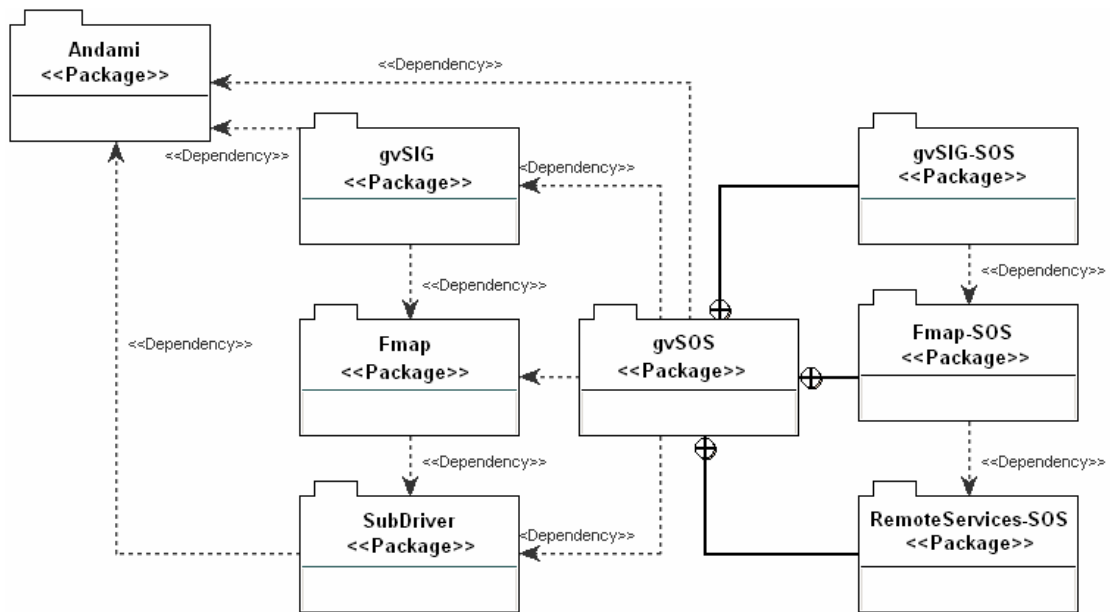 Andami
<<Package>>
<<Dependency>>
<<Dependency>>
gvSIG
<<Package>>
<Dependency>>
gvSIG-SOS
<<Package>>
<<Dependency>>
<<Dependency>>
<<Dependency>>
Fmap
<<Package>>
gvSOS
<<Package>>
Fmap-SOS
<<Package>>
<<Dependency>>
<<Dependency>>
SubDriver
<<Package>>
<Dependency>>
RemoteServices-SOS
<<Package>>